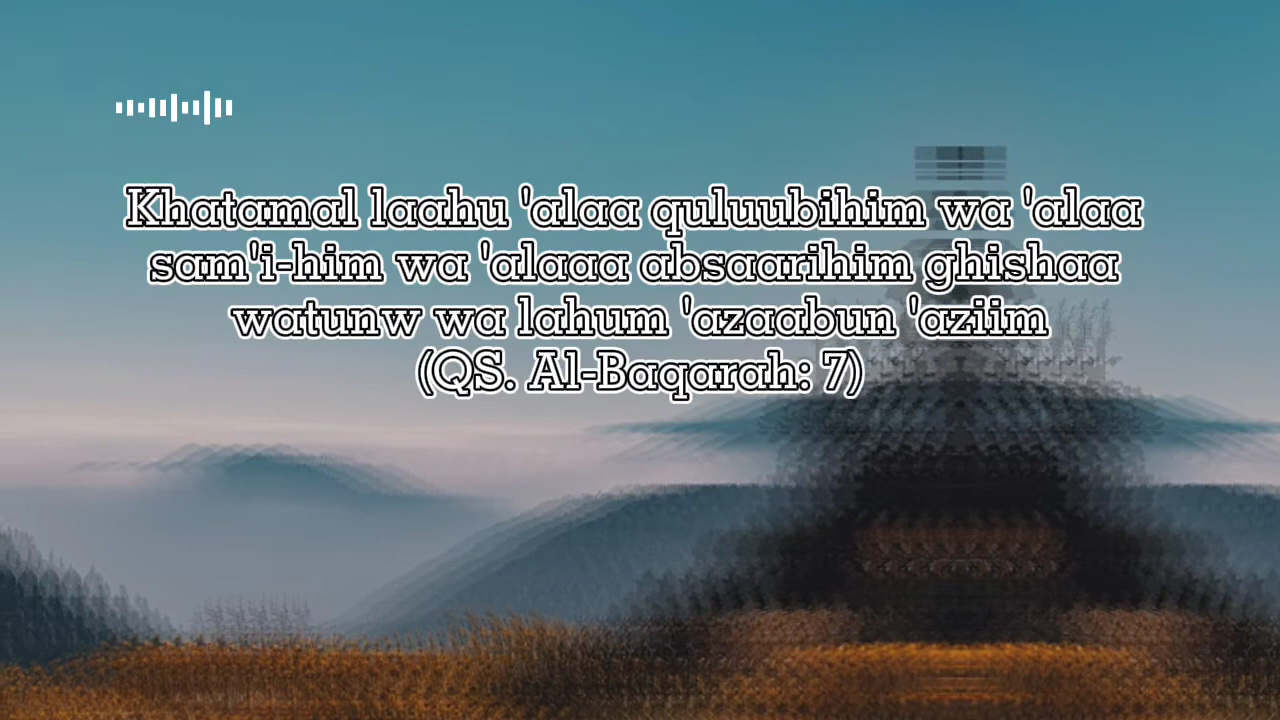 Khatamal laahu 'alaa quluubihim wa 'alaa
sam'i-him wa 'alaaa absaarihim ghishaa
watunw wa lahum 'azaabun 'aziim
(QS. Al-Baqarah: 7)